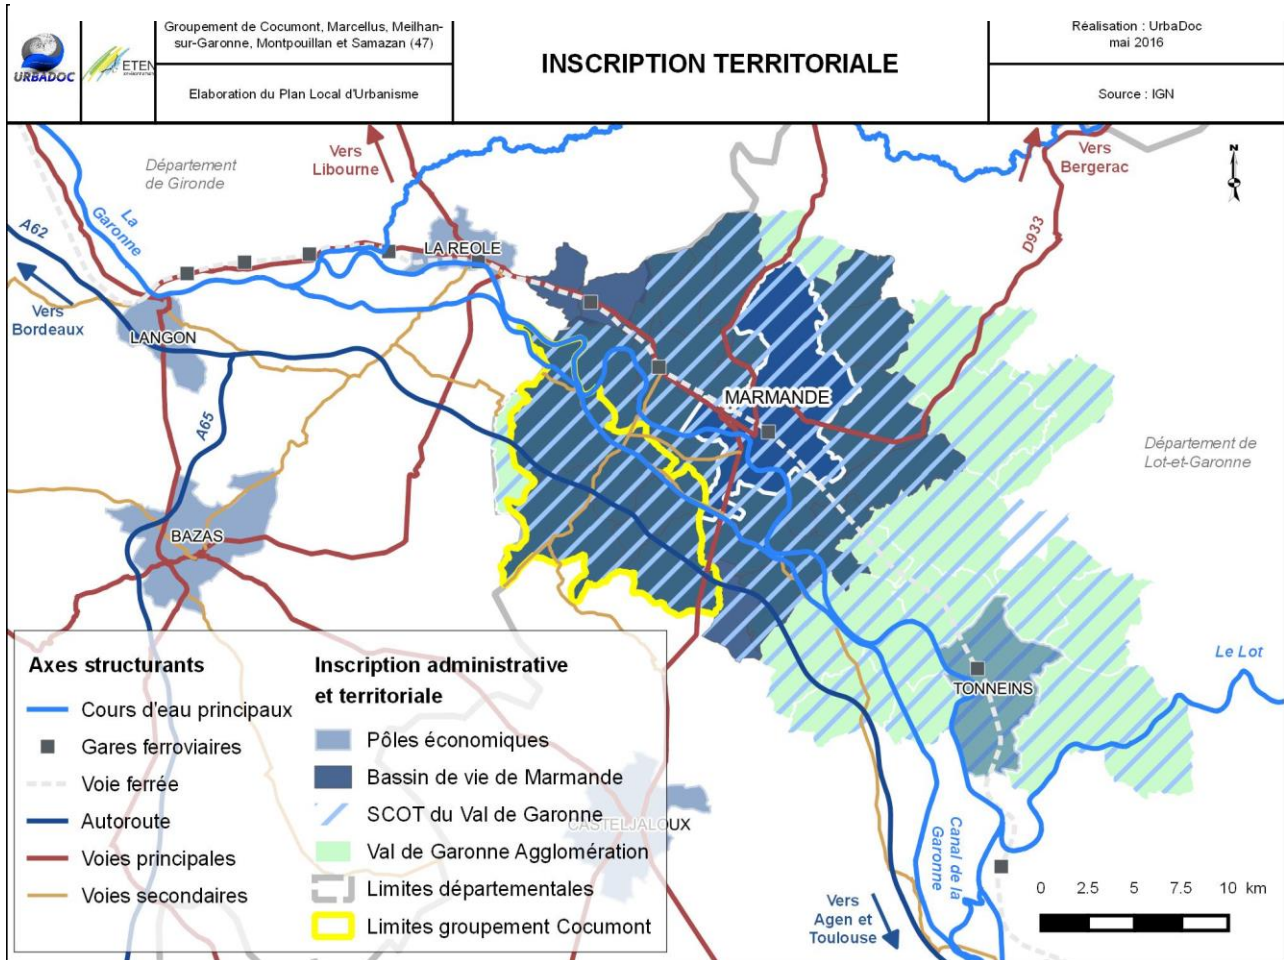 URBADOC
ETEN
ENVIRONNEMENT
Groupement de Cocumont, Marcellus, Meilhan-
sur-Garonne, Montpouillan et Samazan (47)
Elaboration du Plan Local d'Urbanisme
INSCRIPTION TERRITORIALE
Réalisation : UrbaDoc
mai 2016
Source : IGN
Département
de Gironde
Vers
Libourne
Vers
Bergerac
N
La
Garonne
A62
LA REOLE
D933
Vers
Bordeaux
LANGON
MARMANDE
A65
Département de
Lot-et-Garonne
BAZAS
Le Lot
TONNEINS
CASTELJALOUX
Canal de la
Garonne
Vers
Agen et
Toulouse
Axes structurants
Cours d'eau principaux
Gares ferroviaires
Voie ferrée
Autoroute
Voies principales
Voies secondaires
Inscription administrative
et territoriale
Pôles économiques
Bassin de vie de Marmande
SCOT du Val de Garonne
Val de Garonne Agglomération
Limites départementales
Limites groupement Cocumont
0 2.5 5 7.5 10 km